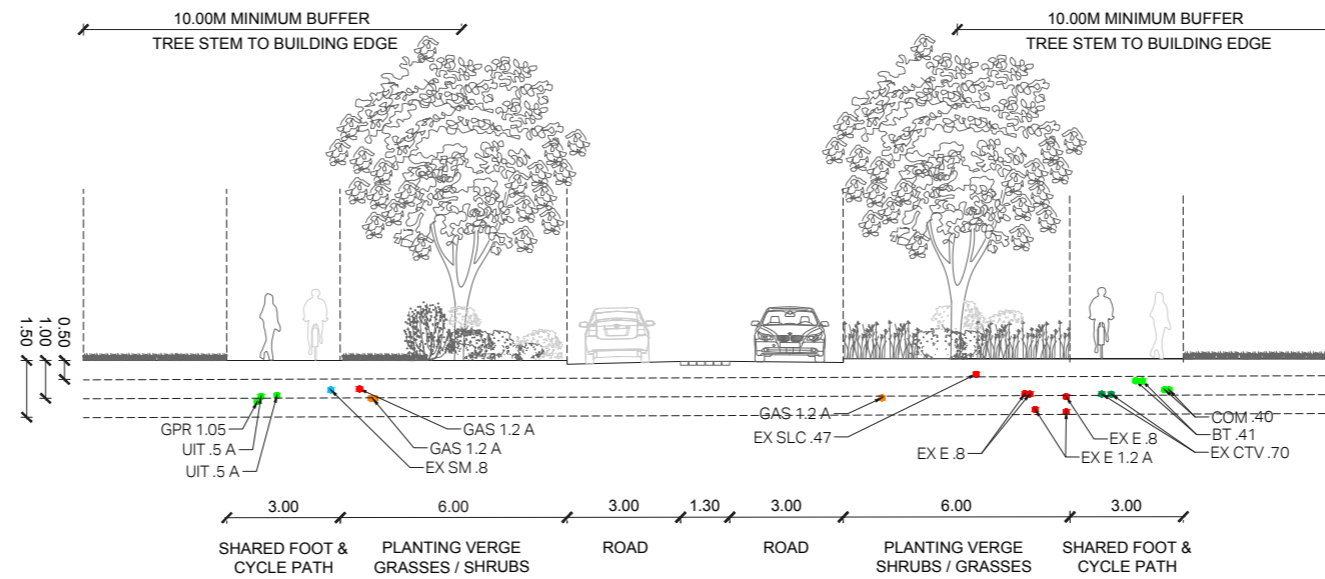 10.00M MINIMUM BUFFER
TREE STEM TO BUILDING EDGE
10.00M MINIMUM BUFFER
TREE STEM TO BUILDING EDGE
0.50
1.00
1.50
GPR 1.05
UIT .5 A
UIT .5 A
GAS 1.2 A
GAS 1.2 A
EX SM .8
GAS 1.2 A
EX SLC .47
EX E .8
EX E .8
EX E 1.2 A
COM .40
BT .41
EX CTV .70
3.00
6.00
3.00
1.30
3.00
6.00
3.00
SHARED FOOT &
CYCLE PATH
PLANTING VERGE
GRASSES / SHRUBS
ROAD
ROAD
PLANTING VERGE
SHRUBS / GRASSES
SHARED FOOT &
CYCLE PATH